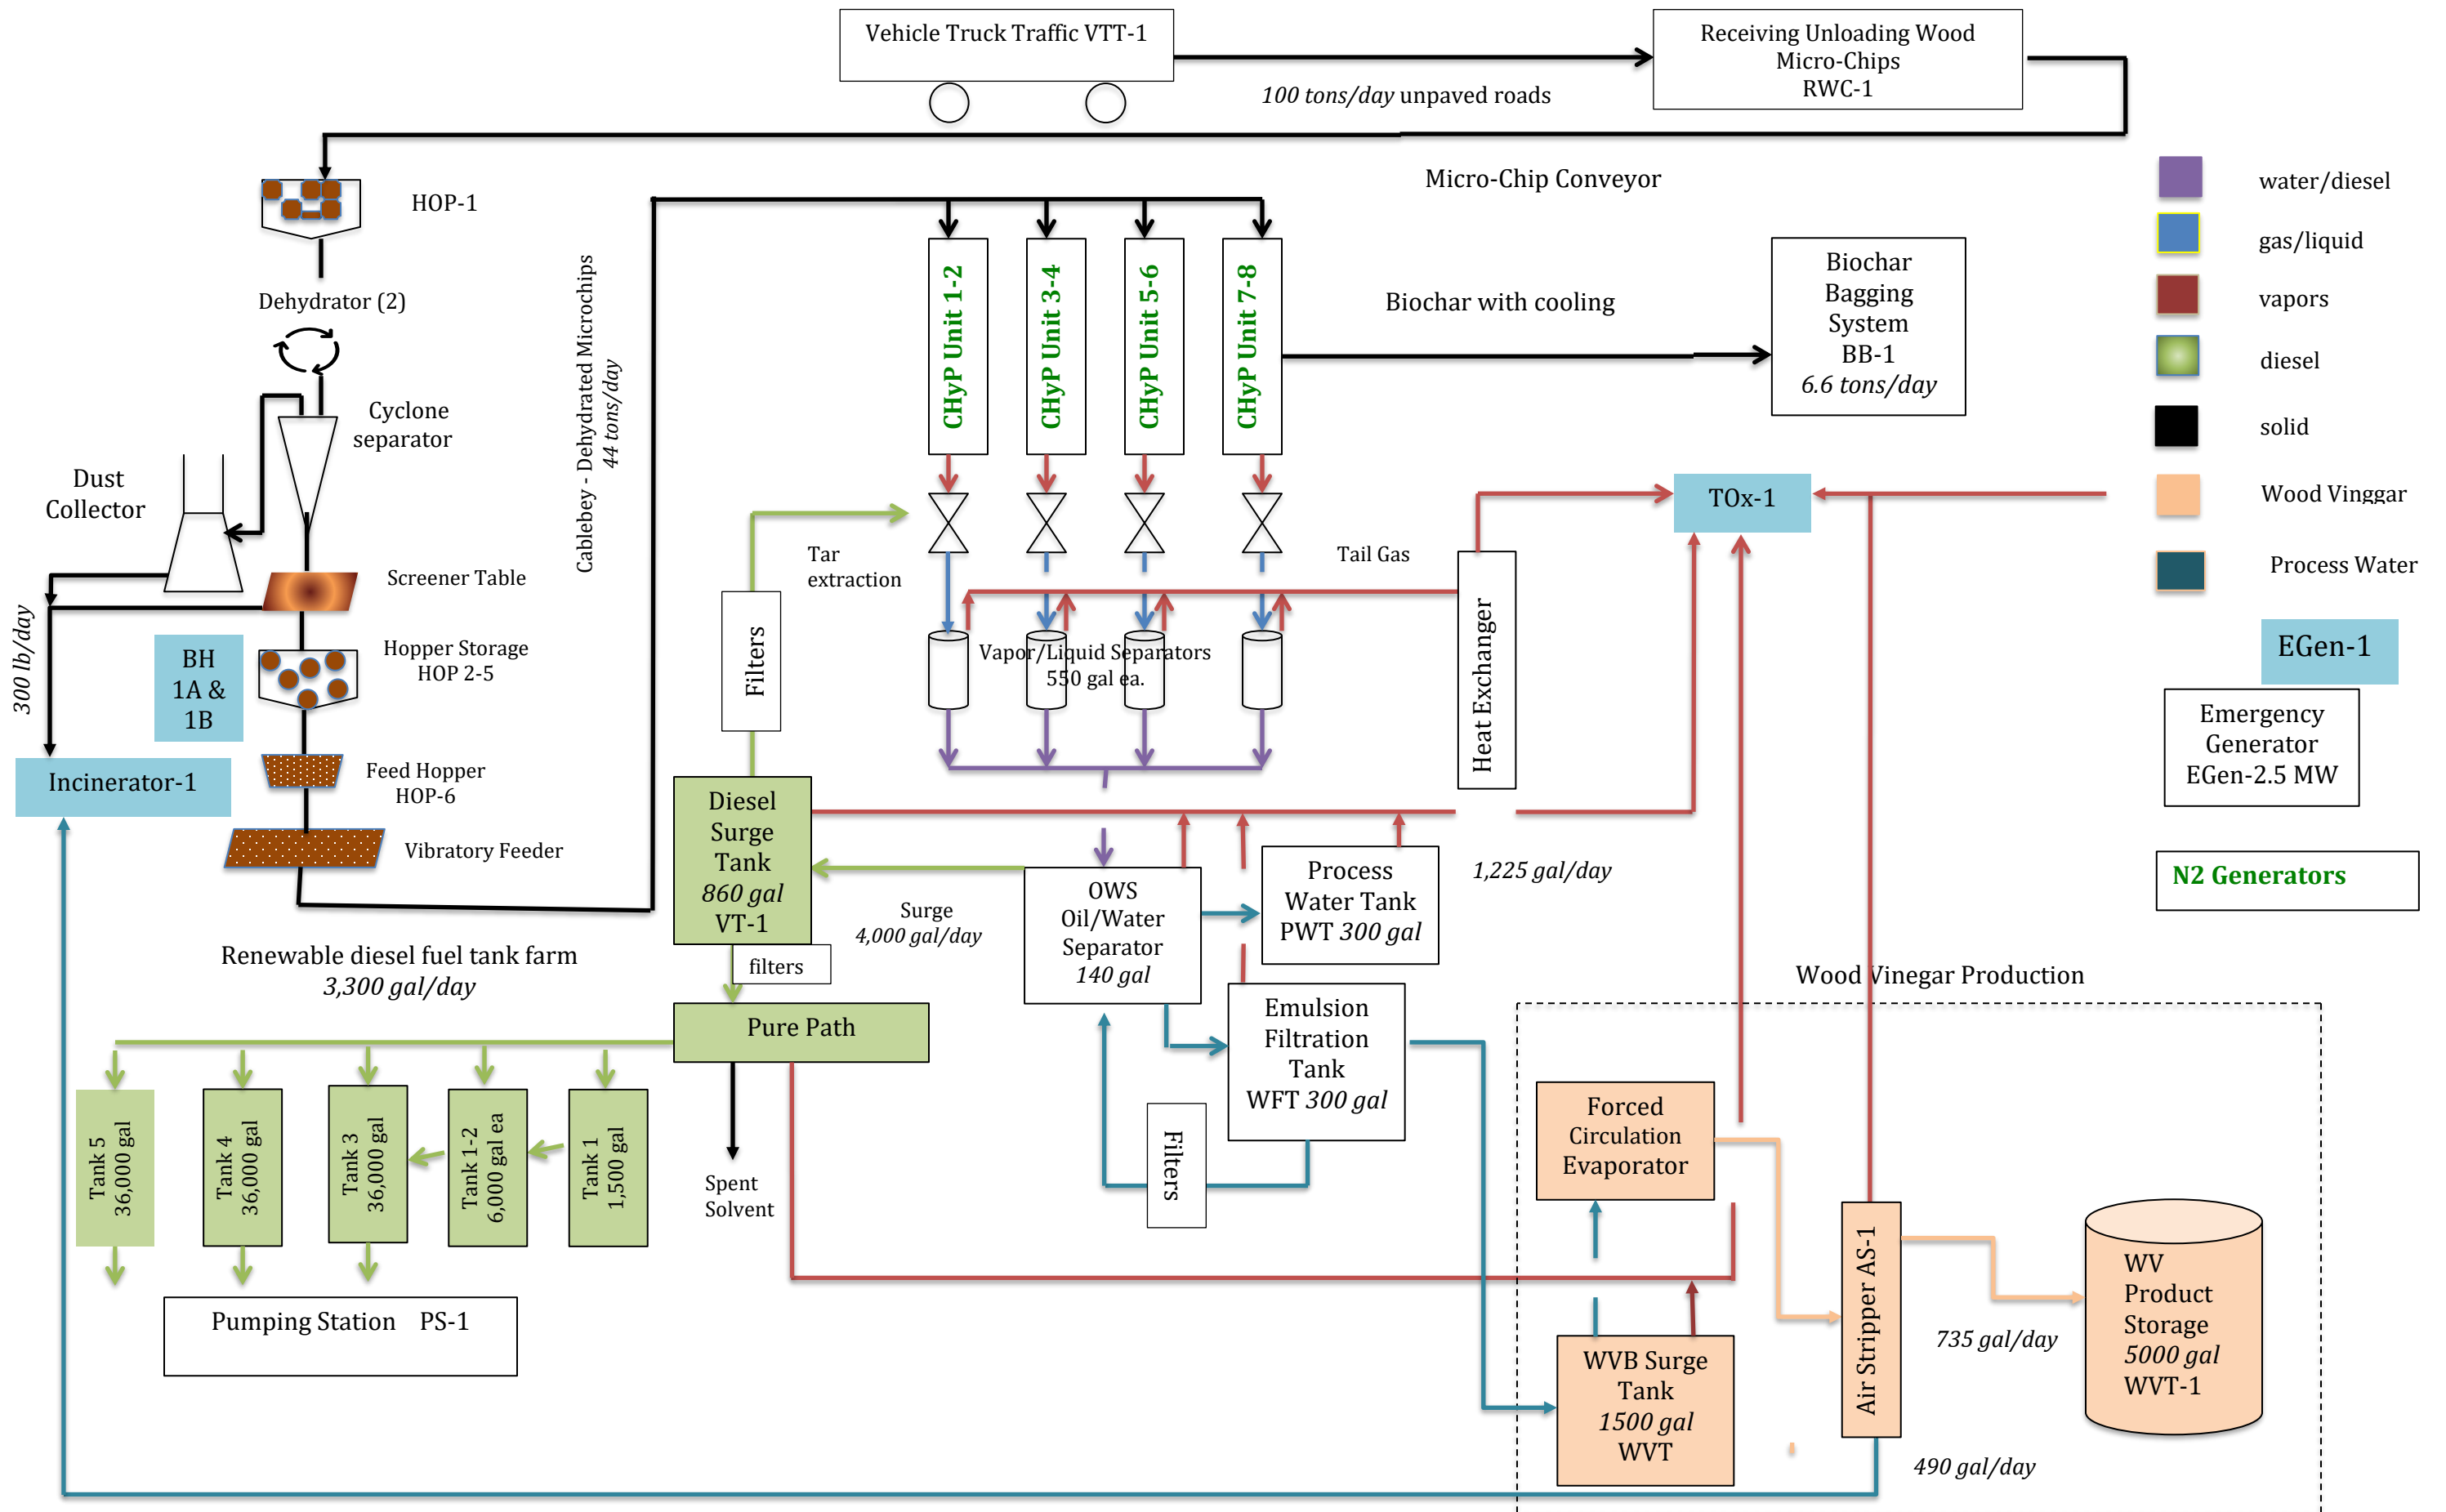 Vehicle Truck Traffic VTT-1
Receiving Unloading Wood
Micro-Chips
RWC-1
100 tons/day unpaved roads
HOP-1
Micro-Chip Conveyor
Dehydrator (2)
Cyclone
separator
Dust
Collector
Screener Table
300 lb/day
BH
1A &
1B
Hopper Storage
HOP 2-5
Incinerator-1
Feed Hopper
HOP-6
Vibratory Feeder
Cablebey - Dehydrated Microchips
44 tons/day
CHyP Unit 1-2
CHyP Unit 3-4
CHyP Unit 5-6
CHyP Unit 7-8
Biochar with cooling
Biochar
Bagging
System
BB-1
6.6 tons/day
water/diesel
gas/liquid
vapors
diesel
solid
Wood Vinggar
Process Water
EGen-1
Emergency
Generator
EGen-2.5 MW
N2 Generators
Tar
extraction
Filters
Tail Gas
TOx-1
Heat Exchanger
Vapor/Liquid Separators
550 gal ea.
Diesel
Surge
Tank
860 gal
VT-1
filters
Surge
4,000 gal/day
OWS
Oil/Water
Separator
140 gal
Process
Water Tank
PWT 300 gal
1,225 gal/day
Emulsion
Filtration
Tank
WFT 300 gal
Filters
Renewable diesel fuel tank farm
3,300 gal/day
Pure Path
Tank 5
36,000 gal
Tank 4
36,000 gal
Tank 3
36,000 gal
Tank 1-2
6,000 gal ea
Tank 1
1,500 gal
Spent
Solvent
Pumping Station PS-1
Wood Vinegar Production
Forced
Circulation
Evaporator
WVB Surge
Tank
1500 gal
WVT
Air Stripper AS-1
735 gal/day
490 gal/day
WV
Product
Storage
5000 gal
WVT-1